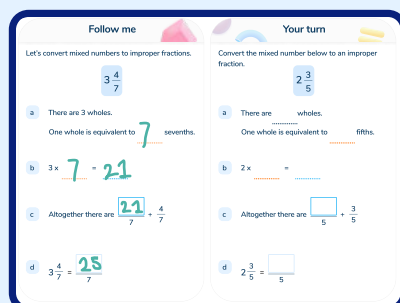 Follow me
Let's convert mixed numbers to improper fractions.
3 4/7
a There are 3 wholes.
One whole is equivalent to 7 sevenths.
b 3 x 7 = 21
c Altogether there are 21/7 + 4/7
d 3 4/7 = 25/7
Your turn
Convert the mixed number below to an improper
fraction.
2 3/5
a There are ........ wholes.
One whole is equivalent to ........ fifths.
b 2 x ........ = ........
c Altogether there are /5 + 3/5
d 2 3/5 = /5